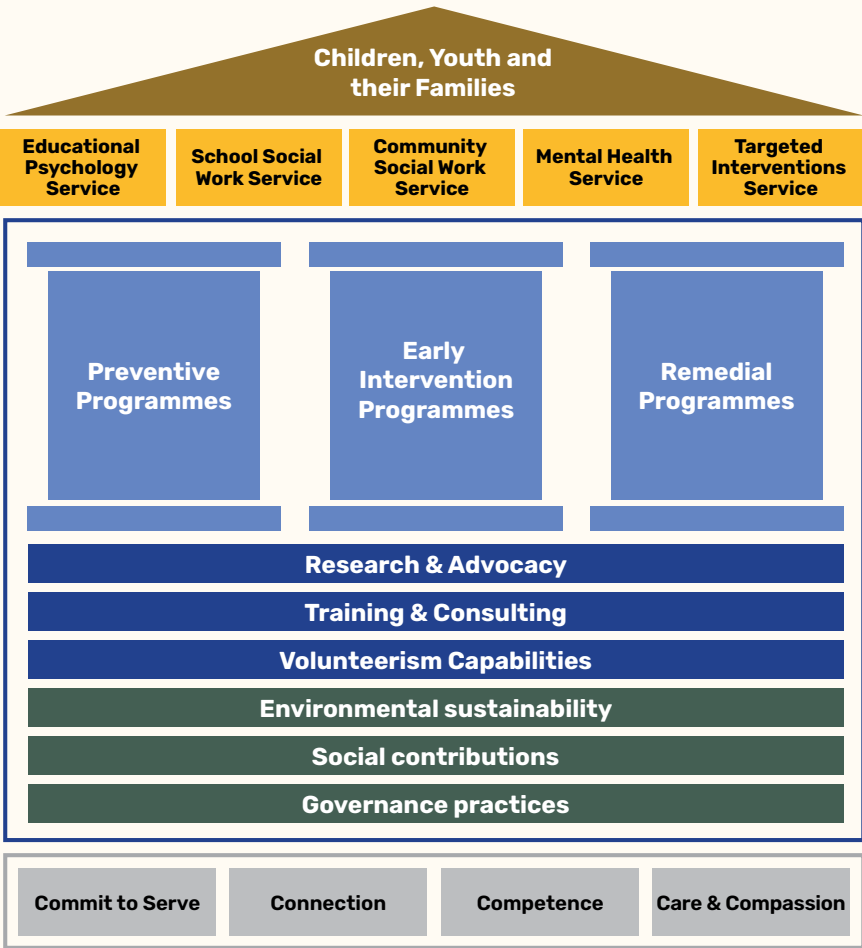 Children, Youth and
their Families
Educational
Psychology
Service
School Social
Work Service
Community
Social Work
Service
Mental Health
Service
Targeted
Interventions
Service
Preventive
Programmes
Early
Intervention
Programmes
Remedial
Programmes
Research & Advocacy
Training & Consulting
Volunteerism Capabilities
Environmental sustainability
Social contributions
Governance practices
Commit to Serve
Connection
Competence
Care & Compassion